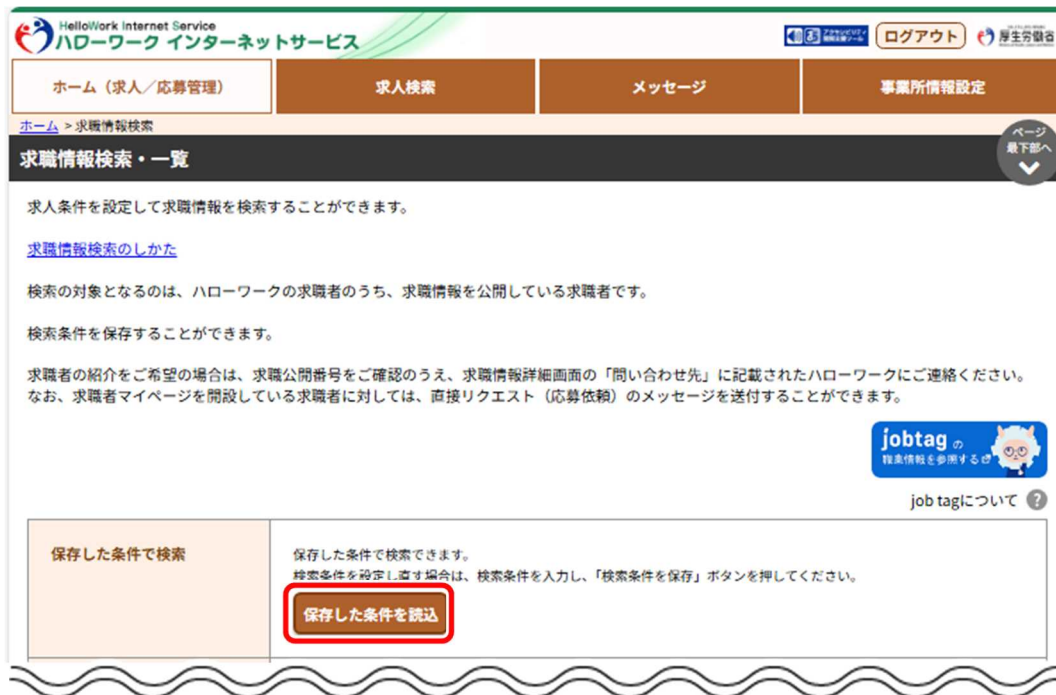 HelloWork Internet Service
ハローワーク インターネットサービス
ログアウト
厚生労働省
ホーム（求人／応募管理）
求人検索
メッセージ
事業所情報設定
ホーム > 求職情報検索
ページ
最下部へ
求職情報検索・一覧
求人条件を設定して求職情報を検索することができます。
求職情報検索のしかた
検索の対象となるのは、ハローワークの求職者のうち、求職情報を公開している求職者です。
検索条件を保存することができます。
求職者の紹介をご希望の場合は、求職公開番号をご確認のうえ、求職情報詳細画面の「問い合わせ先」に記載されたハローワークにご連絡ください。
なお、求職者マイページを開設している求職者に対しては、直接リクエスト（応募依頼）のメッセージを送付することができます。
jobtag の
職業情報を参照する
job tagについて ?
保存した条件で検索
保存した条件で検索できます。
検索条件を設定し直す場合は、検索条件を入力し、「検索条件を保存」ボタンを押してください。
保存した条件を読込